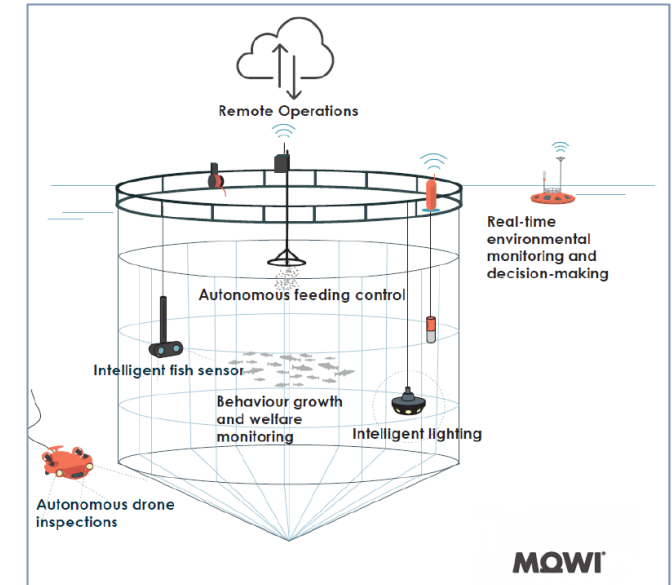 Remote Operations
Real-time
environmental
monitoring and
decision-making
Autonomous feeding control
Intelligent fish sensor
Behaviour growth
and welfare
monitoring
Intelligent lighting
Autonomous drone
inspections
MOWI